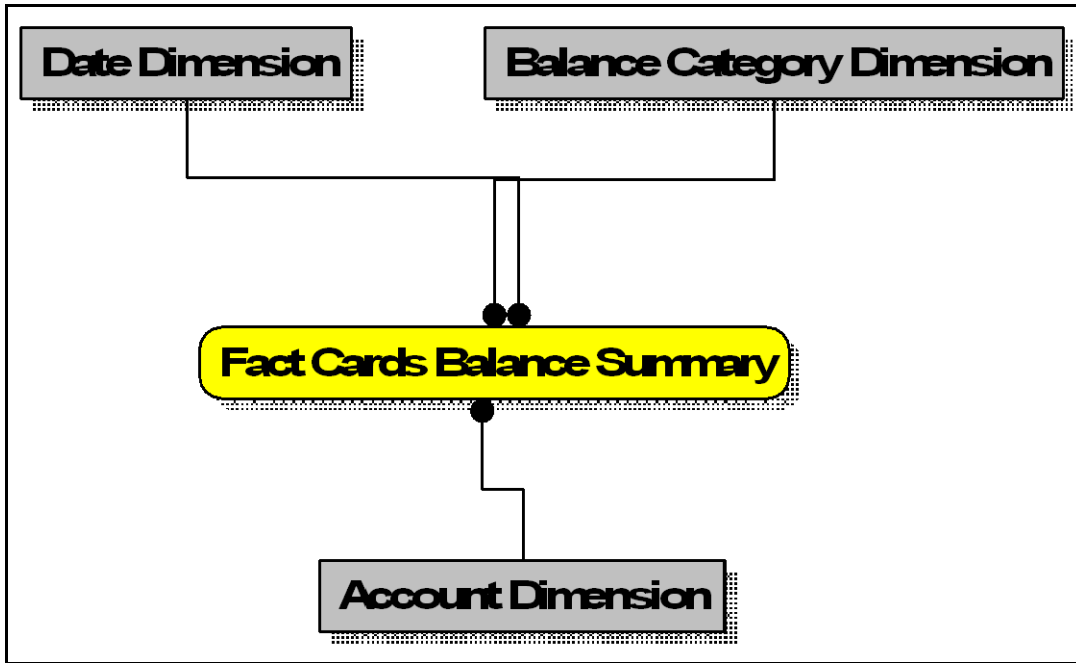 Date Dimension
Balance Category Dimension
Fact Cards Balance Summary
Account Dimension